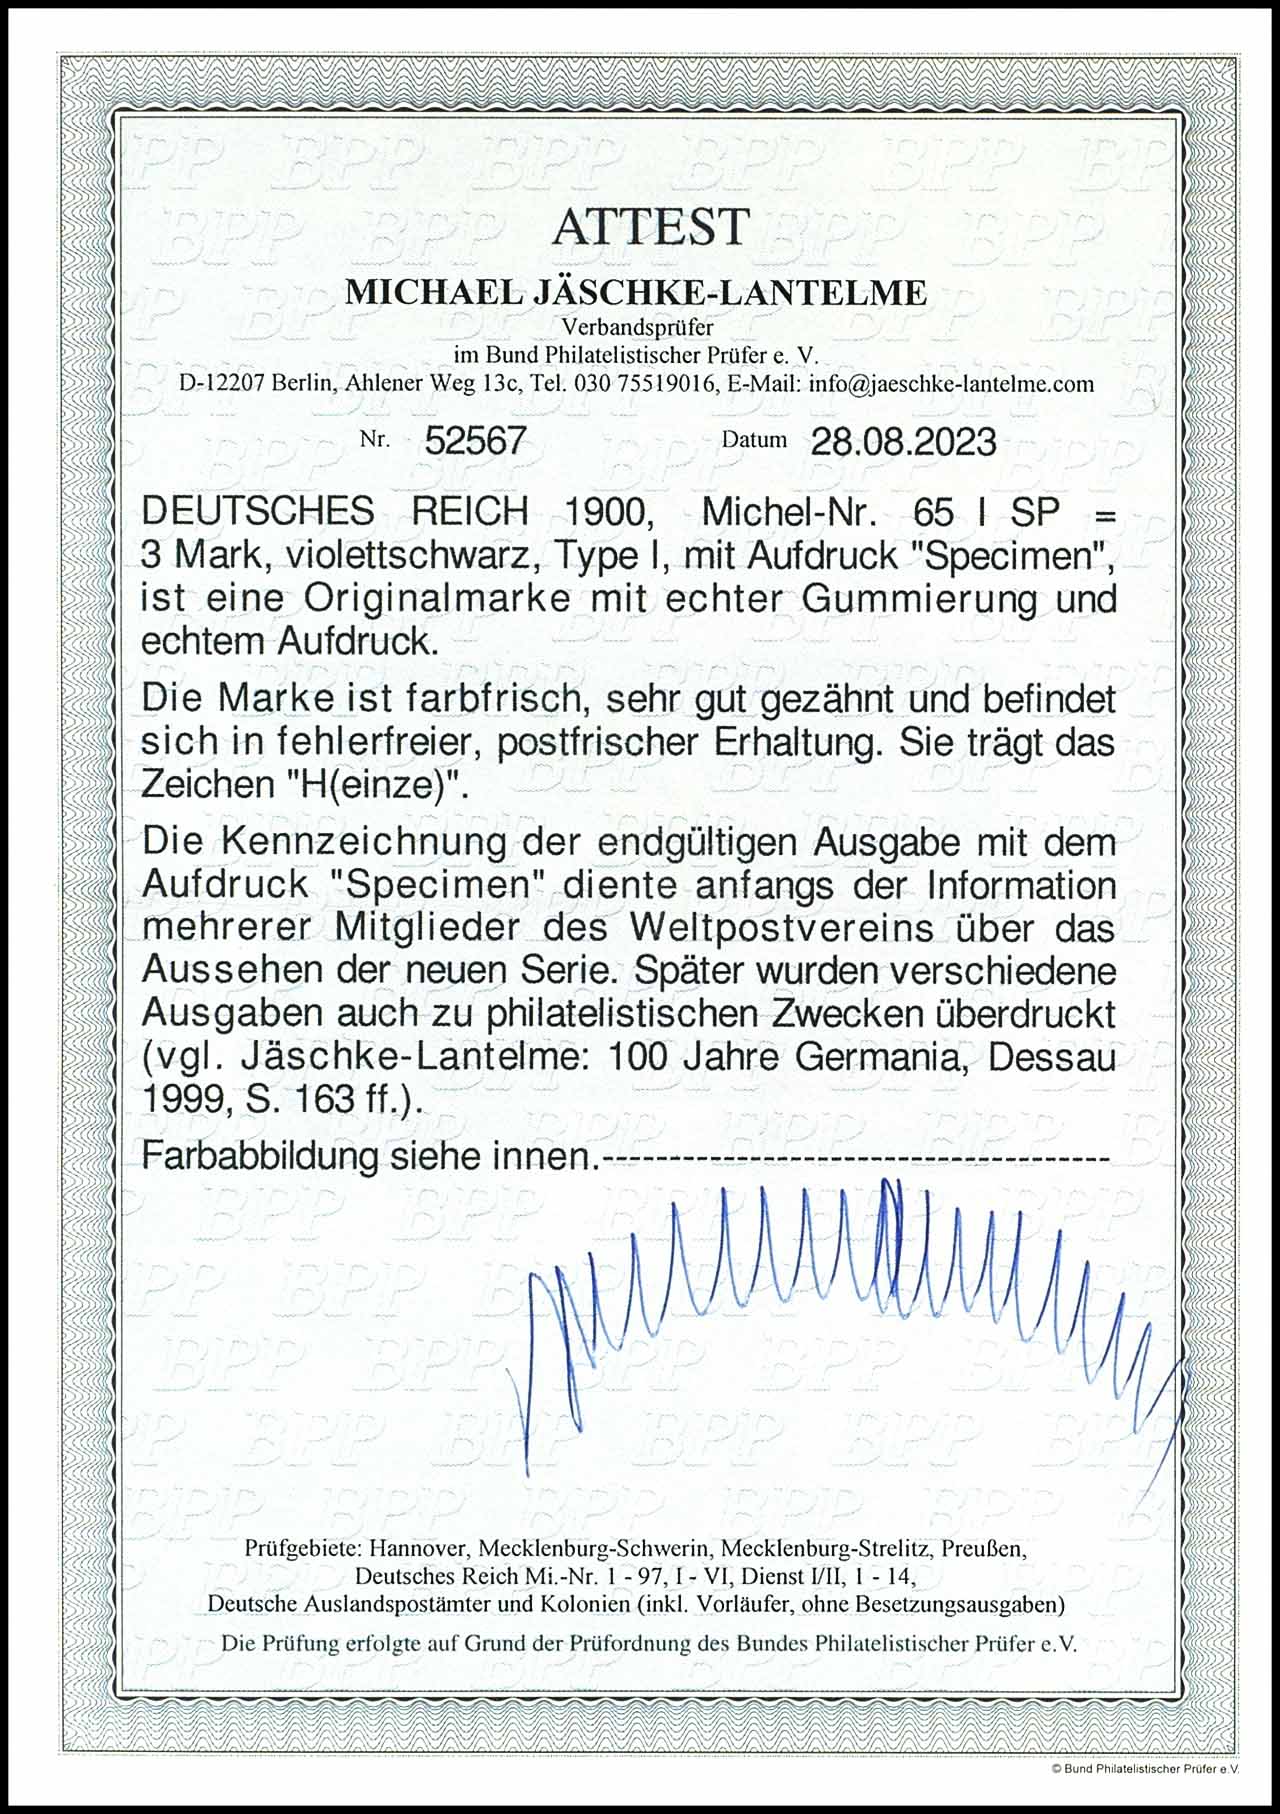 ATTEST
MICHAEL JÄSCHKE-LANTELME
Verbandsprüfer
im Bund Philatelistischer Prüfer e. V.
D-12207 Berlin, Ahlener Weg 13c, Tel. 030 75519016, E-Mail: info@jaeschke-lantelme.com
Nr. 52567 Datum 28.08.2023
DEUTSCHES REICH 1900, Michel-Nr. 65 I SP =
3 Mark, violettschwarz, Type I, mit Aufdruck "Specimen",
ist eine Originalmarke mit echter Gummierung und
echtem Aufdruck.
Die Marke ist farbfrisch, sehr gut gezähnt und befindet
sich in fehlerfreier, postfrischer Erhaltung. Sie trägt das
Zeichen "H(einze)".
Die Kennzeichnung der endgültigen Ausgabe mit dem
Aufdruck "Specimen" diente anfangs der Information
mehrerer Mitglieder des Weltpostvereins über das
Aussehen der neuen Serie. Später wurden verschiedene
Ausgaben auch zu philatelistischen Zwecken überdruckt
(vgl. Jäschke-Lantelme: 100 Jahre Germania, Dessau
1999, S. 163 ff.).
Farbabbildung siehe innen.--------------------------------------
Prüfgebiete: Hannover, Mecklenburg-Schwerin, Mecklenburg-Strelitz, Preußen,
Deutsches Reich Mi.-Nr. 1 - 97, I - VI, Dienst I/II, 1 - 14,
Deutsche Auslandspostämter und Kolonien (inkl. Vorläufer, ohne Besetzungsausgaben)
Die Prüfung erfolgte auf Grund der Prüfordnung des Bundes Philatelistischer Prüfer e.V.
© Bund Philatelistischer Prüfer e.V.